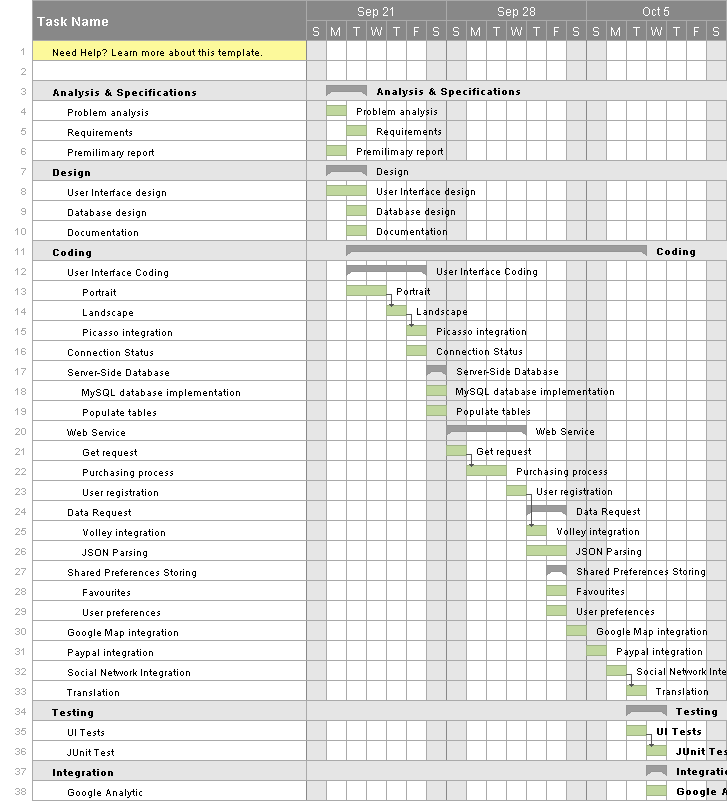 Task Name Sep 21 Sep 28 Oct 5
S M T W T F S S M T W T F S S M T W T F S
1 Need Help? Learn more about this template.
2
3 Analysis & Specifications Analysis & Specifications
4 Problem analysis Problem analysis
5 Requirements Requirements
6 Premilimary report Premilimary report
7 Design Design
8 User Interface design User Interface design
9 Database design Database design
10 Documentation Documentation
11 Coding Coding
12 User Interface Coding User Interface Coding
13 Portrait Portrait
14 Landscape Landscape
15 Picasso integration Picasso integration
16 Connection Status Connection Status
17 Server-Side Database Server-Side Database
18 MySQL database implementation MySQL database implementation
19 Populate tables Populate tables
20 Web Service Web Service
21 Get request Get request
22 Purchasing process Purchasing process
23 User registration User registration
24 Data Request Data Request
25 Volley integration Volley integration
26 JSON Parsing JSON Parsing
27 Shared Preferences Storing Shared Preferences Storing
28 Favourites Favourites
29 User preferences User preferences
30 Google Map integration Google Map integration
31 Paypal integration Paypal integration
32 Social Network Integration Social Network Inte
33 Translation Translation
34 Testing Testing
35 UI Tests UI Tests
36 JUnit Test JUnit Tes
37 Integration Integratio
38 Google Analytic Google A